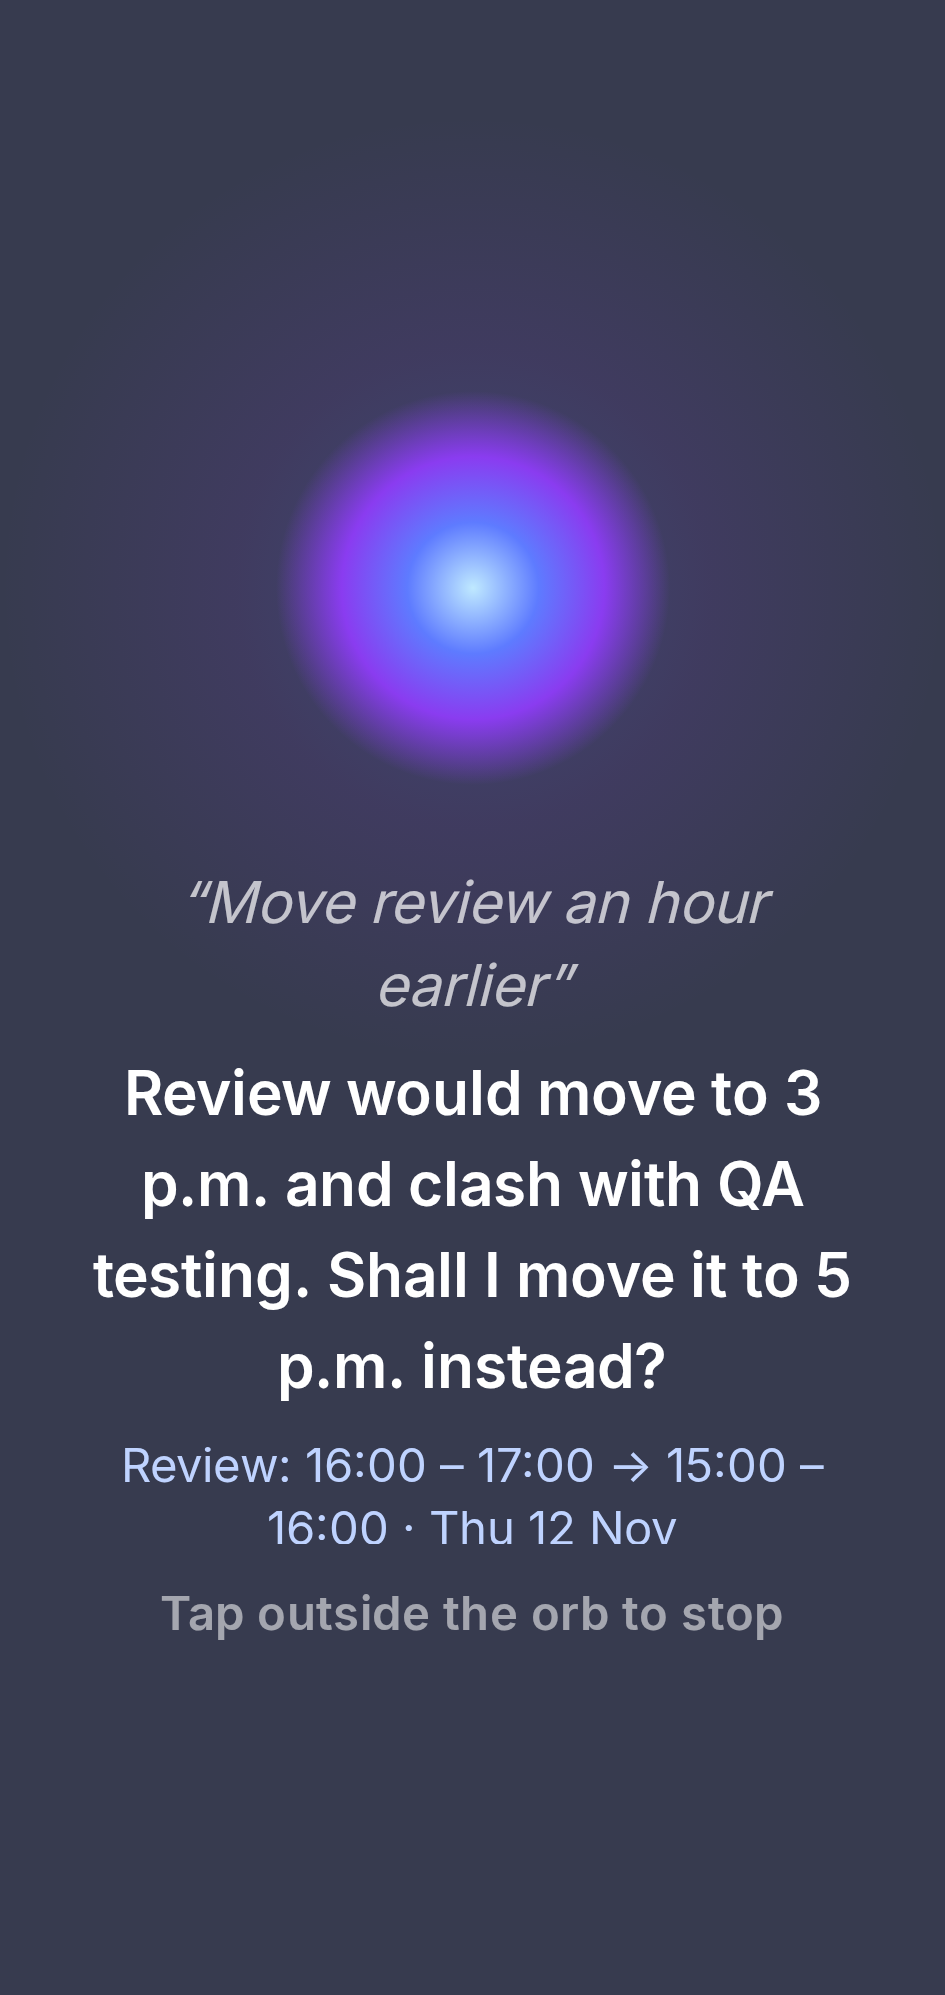 “Move review an hour
earlier”
Review would move to 3
p.m. and clash with QA
testing. Shall I move it to 5
p.m. instead?
Review: 16:00 – 17:00 → 15:00 –
16:00 · Thu 12 Nov
Tap outside the orb to stop